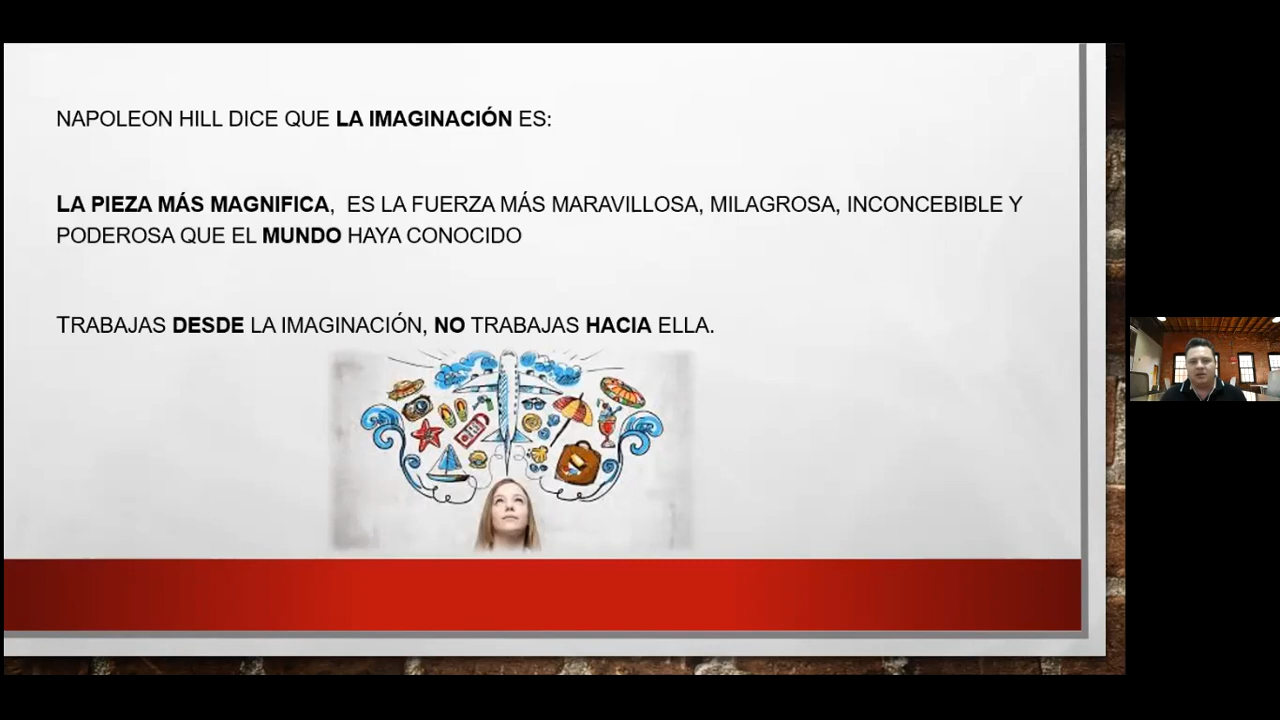 NAPOLEON HILL DICE QUE LA IMAGINACIÓN ES:
LA PIEZA MÁS MAGNIFICA, ES LA FUERZA MÁS MARAVILLOSA, MILAGROSA, INCONCEBIBLE Y
PODEROSA QUE EL MUNDO HAYA CONOCIDO
TRABAJAS DESDE LA IMAGINACIÓN, NO TRABAJAS HACIA ELLA.